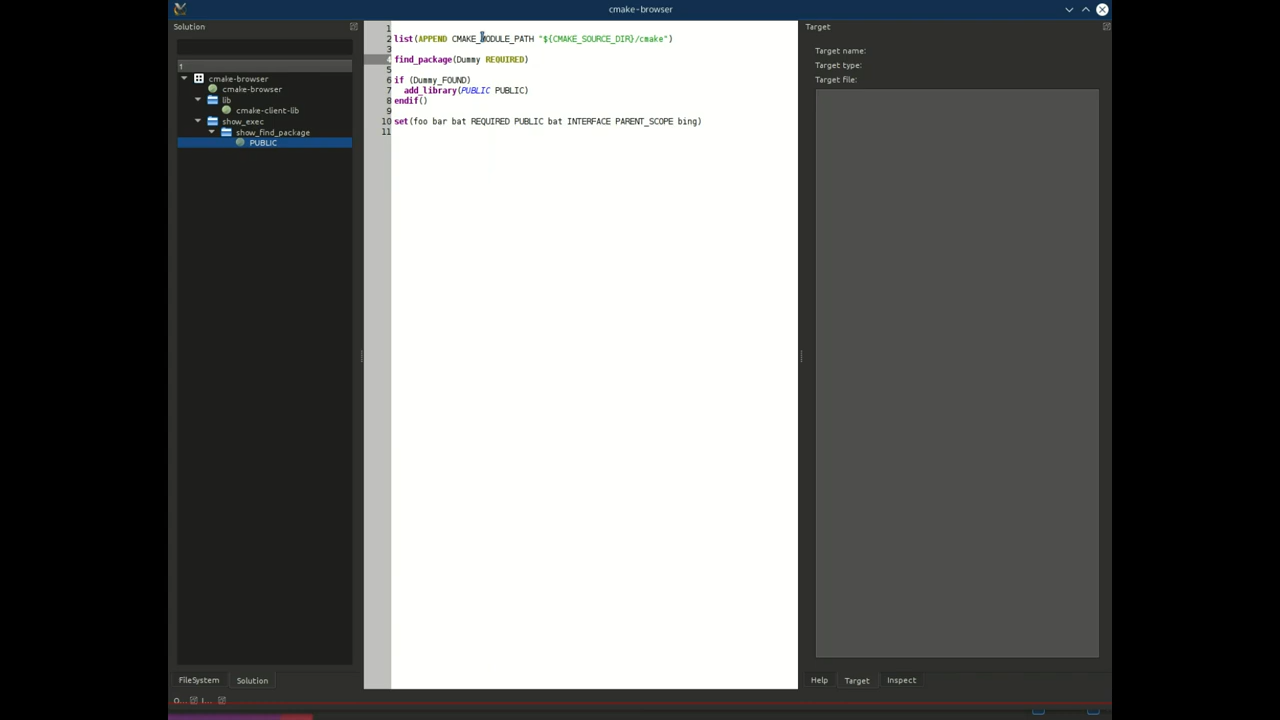 cmake-browser
Solution
1
cmake-browser
cmake-browser
lib
cmake-client-lib
show_exec
show_find_package
PUBLIC
FileSystem
Solution
O... I...
1
2 list(APPEND CMAKE_MODULE_PATH "${CMAKE_SOURCE_DIR}/cmake")
3
4 find_package(Dummy REQUIRED)
5
6 if (Dummy_FOUND)
7 add_library(PUBLIC PUBLIC)
8 endif()
9
10 set(foo bar bat REQUIRED PUBLIC bat INTERFACE PARENT_SCOPE bing)
11
Target
Target name:
Target type:
Target file:
Help
Target
Inspect